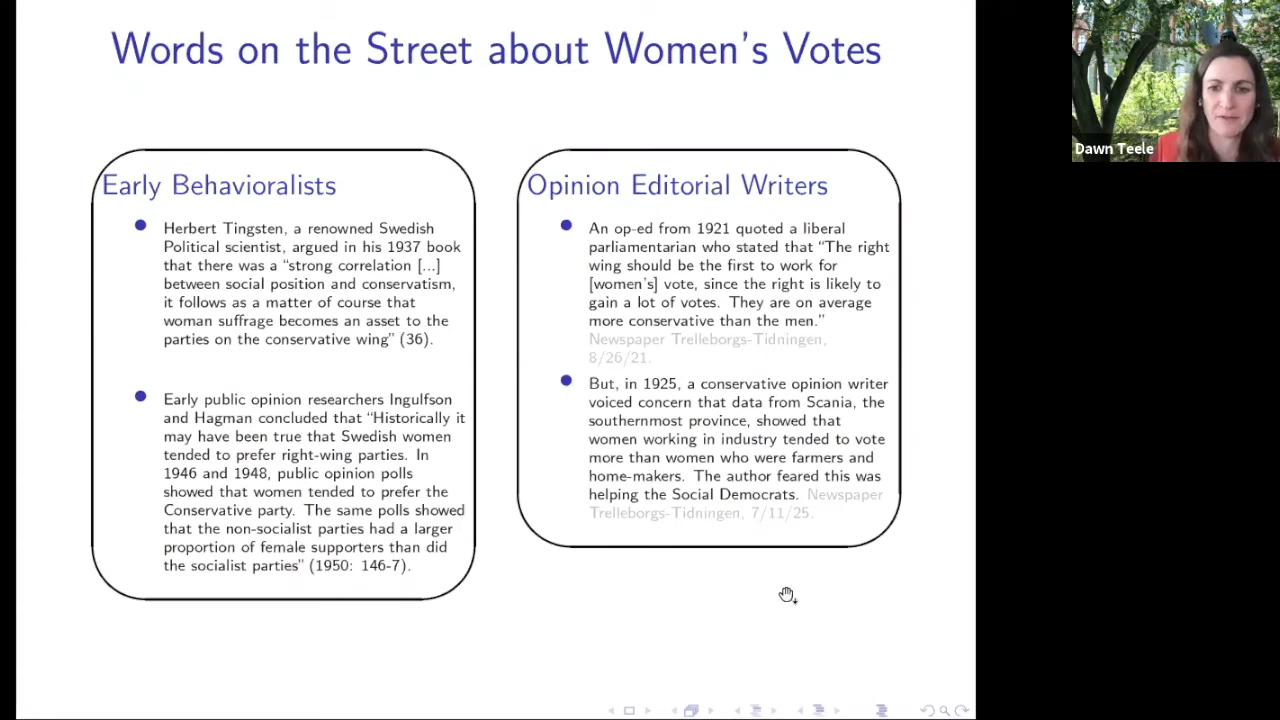 Words on the Street about Women's Votes
Early Behavioralists
Herbert Tingsten, a renowned Swedish
Political scientist, argued in his 1937 book
that there was a “strong correlation [...]
between social position and conservatism,
it follows as a matter of course that
woman suffrage becomes an asset to the
parties on the conservative wing” (36).
Early public opinion researchers Ingulfson
and Hagman concluded that “Historically it
may have been true that Swedish women
tended to prefer right-wing parties. In
1946 and 1948, public opinion polls
showed that women tended to prefer the
Conservative party. The same polls showed
that the non-socialist parties had a larger
proportion of female supporters than did
the socialist parties” (1950: 146-7).
Opinion Editorial Writers
An op-ed from 1921 quoted a liberal
parliamentarian who stated that “The right
wing should be the first to work for
[women's] vote, since the right is likely to
gain a lot of votes. They are on average
more conservative than the men.”
Newspaper Trelleborgs-Tidningen,
8/26/21.
But, in 1925, a conservative opinion writer
voiced concern that data from Scania, the
southernmost province, showed that
women working in industry tended to vote
more than women who were farmers and
home-makers. The author feared this was
helping the Social Democrats. Newspaper
Trelleborgs-Tidningen, 7/11/25.
Dawn Teele